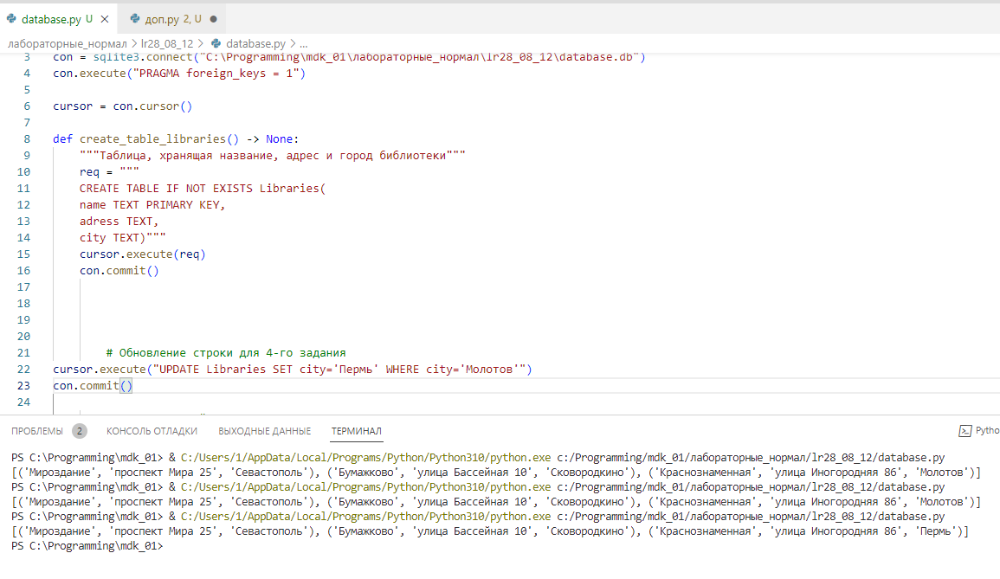 database.py U ×
доп.py 2, U ●
лабораторные_нормал > lr28_08_12 > database.py > ...
3 con = sqlite3.connect("C:\Programming\mdk_01\лабораторные_нормал\lr28_08_12\database.db")
4 con.execute("PRAGMA foreign_keys = 1")
5
6 cursor = con.cursor()
7
8 def create_table_libraries() -> None:
9 """Таблица, хранящая название, адрес и город библиотеки"""
10 req = """
11 CREATE TABLE IF NOT EXISTS Libraries(
12 name TEXT PRIMARY KEY,
13 adress TEXT,
14 city TEXT)"""
15 cursor.execute(req)
16 con.commit()
17
18
19
20
21 # Обновление строки для 4-го задания
22 cursor.execute("UPDATE Libraries SET city='Пермь' WHERE city='Молотов'")
23 con.commit()
24
ПРОБЛЕМЫ 2 КОНСОЛЬ ОТЛАДКИ ВЫХОДНЫЕ ДАННЫЕ ТЕРМИНАЛ Pytho
PS C:\Programming\mdk_01> & C:/Users/1/AppData/Local/Programs/Python/Python310/python.exe c:/Programming/mdk_01/лабораторные_нормал/lr28_08_12/database.py
[('Мироздание', 'проспект Мира 25', 'Севастополь'), ('Бумажково', 'улица Бассейная 10', 'Сковородкино'), ('Краснознаменная', 'улица Иногородняя 86', 'Молотов')]
PS C:\Programming\mdk_01> & C:/Users/1/AppData/Local/Programs/Python/Python310/python.exe c:/Programming/mdk_01/лабораторные_нормал/lr28_08_12/database.py
[('Мироздание', 'проспект Мира 25', 'Севастополь'), ('Бумажково', 'улица Бассейная 10', 'Сковородкино'), ('Краснознаменная', 'улица Иногородняя 86', 'Молотов')]
PS C:\Programming\mdk_01> & C:/Users/1/AppData/Local/Programs/Python/Python310/python.exe c:/Programming/mdk_01/лабораторные_нормал/lr28_08_12/database.py
[('Мироздание', 'проспект Мира 25', 'Севастополь'), ('Бумажково', 'улица Бассейная 10', 'Сковородкино'), ('Краснознаменная', 'улица Иногородняя 86', 'Пермь')]
PS C:\Programming\mdk_01>